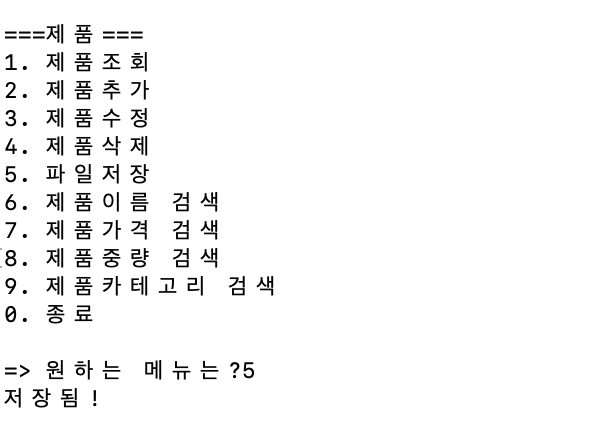 ===제품===
1. 제품조회
2. 제품추가
3. 제품수정
4. 제품삭제
5. 파일저장
6. 제품이름 검색
7. 제품가격 검색
8. 제품중량 검색
9. 제품카테고리 검색
0. 종료
=> 원하는 메뉴는?5
저장됨!